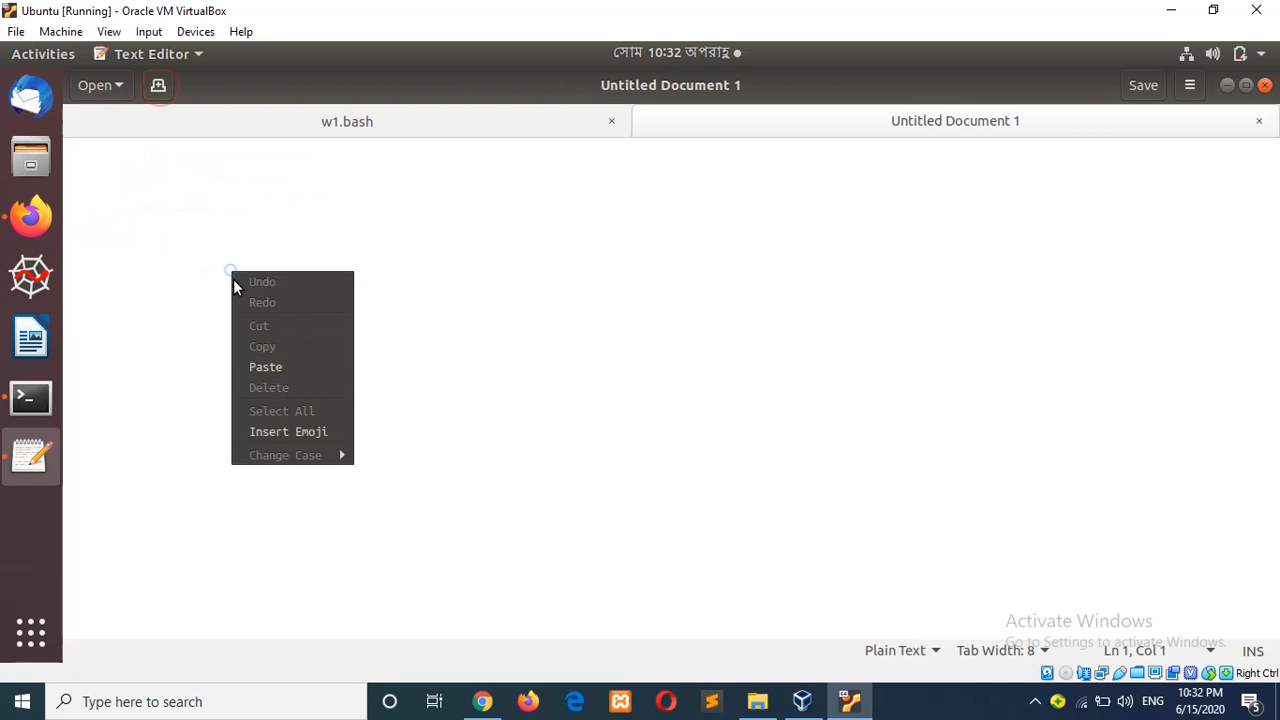 Ubuntu [Running] - Oracle VM VirtualBox
File Machine View Input Devices Help
Activities Text Editor সোম 10:32 অপরাহ্ণ
Open Untitled Document 1 Save
w1.bash × Untitled Document 1 ×
Undo
Redo
Cut
Copy
Paste
Delete
Select All
Insert Emoji
Change Case
Activate Windows
Go to Settings to activate Windows.
Plain Text Tab Width: 8 Ln 1, Col 1 INS
Right Ctrl
Type here to search
ENG
10:32 PM
6/15/2020
5